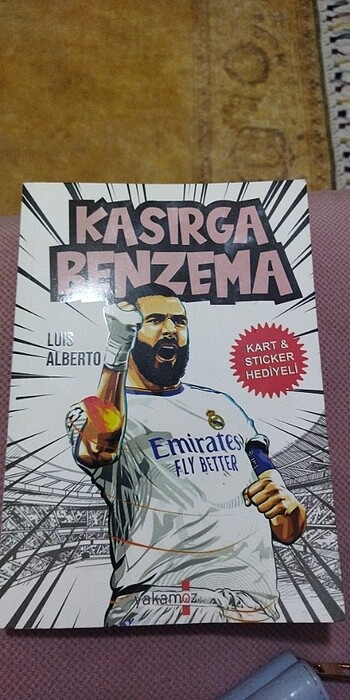 KASIRGA
BENZEMA
LUIS
ALBERTO
KART &
STICKER
HEDİYELİ
Emirates
FLY BETTER
yakamoz